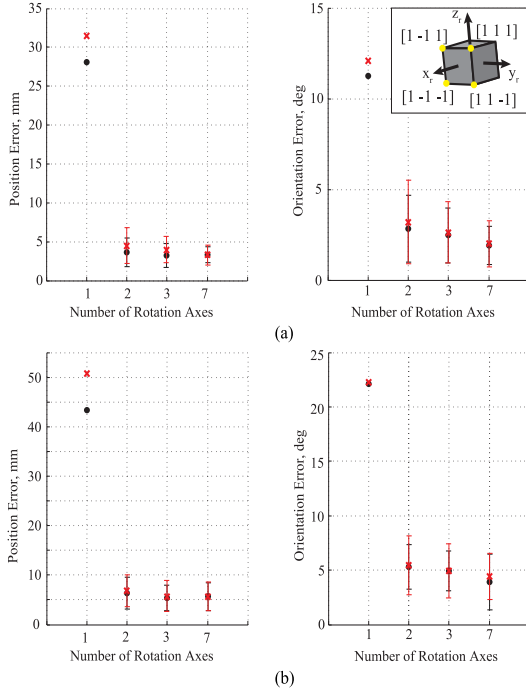 35
30
25
20
15
10
5
0
Position Error, mm
1 2 3 7
Number of Rotation Axes
15
10
5
0
Orientation Error, deg
1 2 3 7
Number of Rotation Axes
z_r
[1 -1 1] [1 1 1]
x_r y_r
[1 -1 -1] [1 1 -1]
(a)
50
40
30
20
10
0
Position Error, mm
1 2 3 7
Number of Rotation Axes
25
20
15
10
5
0
Orientation Error, deg
1 2 3 7
Number of Rotation Axes
(b)